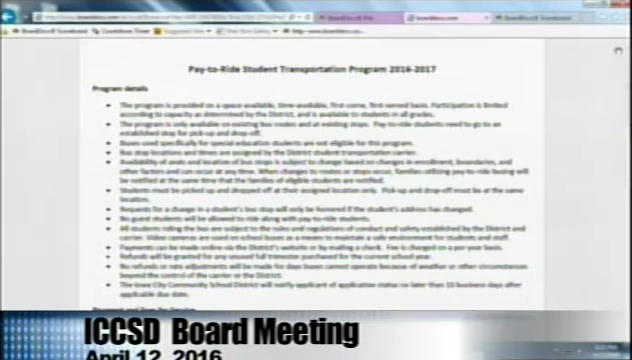 Pay-to-Ride Student Transportation Program 2016-2017
Program details
The program is provided on a space-available, time-available, first-come, first-served basis. Participation is limited
according to capacity as determined by the District, and is available to students in all grades.
The program is only available on existing bus routes and at existing stops. Pay-to-ride students need to go to an
established stop for pick-up and drop-off.
Buses used specifically for special education students are not eligible for this program.
Bus stop locations and times are assigned by the District student transportation carrier.
Availability of seats and location of bus stops is subject to change based on changes in enrollment, boundaries, and
other factors and can occur at any time. When changes to routes or stops occur, families utilizing pay-to-ride busing will
be notified at the same time that the families of eligible students are notified.
Students must be picked up and dropped off at their assigned location only. Pick-up and drop-off must be at the same
location.
Requests for a change in a student's bus stop will only be honored if the student's address has changed.
No guest students will be allowed to ride along with pay-to-ride students.
All students riding the bus are subject to the rules and regulations of conduct and safety established by the District and
carrier. Video cameras are used on school buses as a means to maintain a safe environment for students and staff.
Payments can be made online via the District's website or by mailing a check. Fee is charged on a per year basis.
Refunds will be granted for any unused full trimester purchased for the current school year.
No refunds or rate adjustments will be made for days buses cannot operate because of weather or other circumstances
beyond the control of the carrier or the District.
The Iowa City Community School District will notify applicant of application status no later than 10 business days after
applicable due date.
ICCSD Board Meeting
April 12, 2016